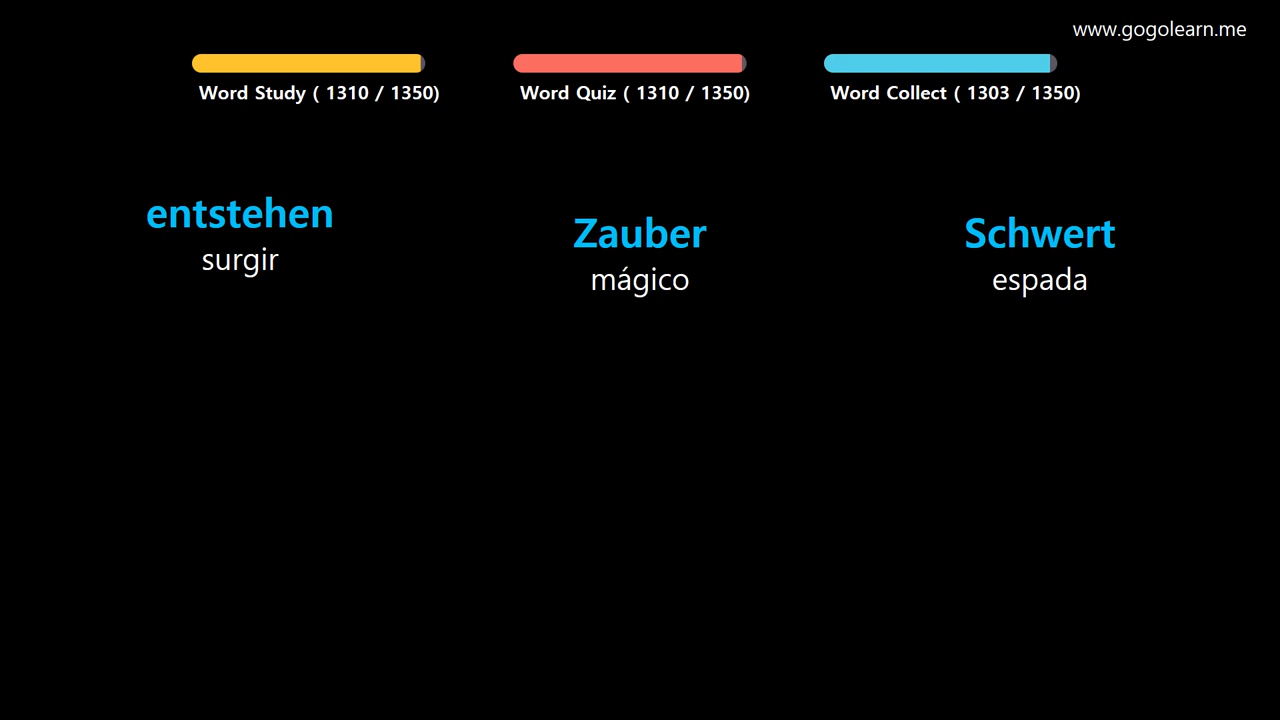 www.gogolearn.me
Word Study ( 1310 / 1350)
Word Quiz ( 1310 / 1350)
Word Collect ( 1303 / 1350)
entstehen
surgir
Zauber
mágico
Schwert
espada